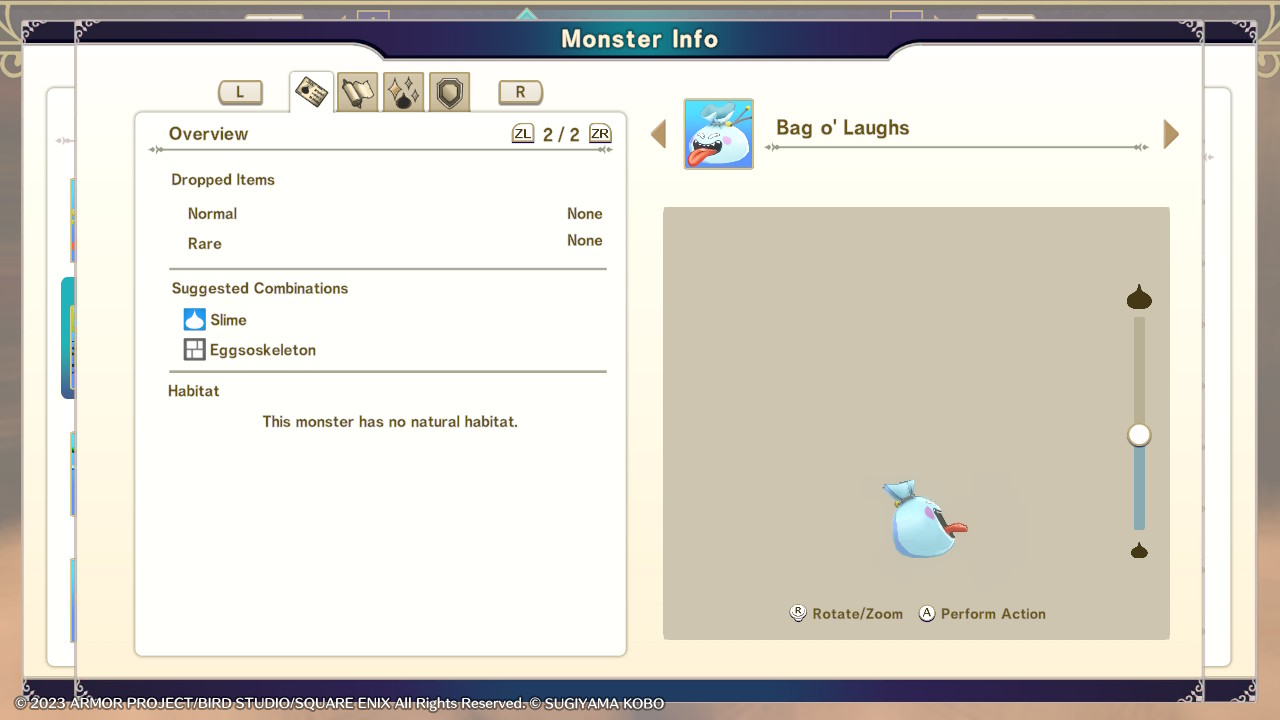 Monster Info
L
R
Overview
ZL 2 / 2 ZR
Bag o' Laughs
Dropped Items
Normal None
Rare None
Suggested Combinations
Slime
Eggsoskeleton
Habitat
This monster has no natural habitat.
R Rotate/Zoom A Perform Action
© 2023 ARMOR PROJECT/BIRD STUDIO/SQUARE ENIX All Rights Reserved. © SUGIYAMA KOBO